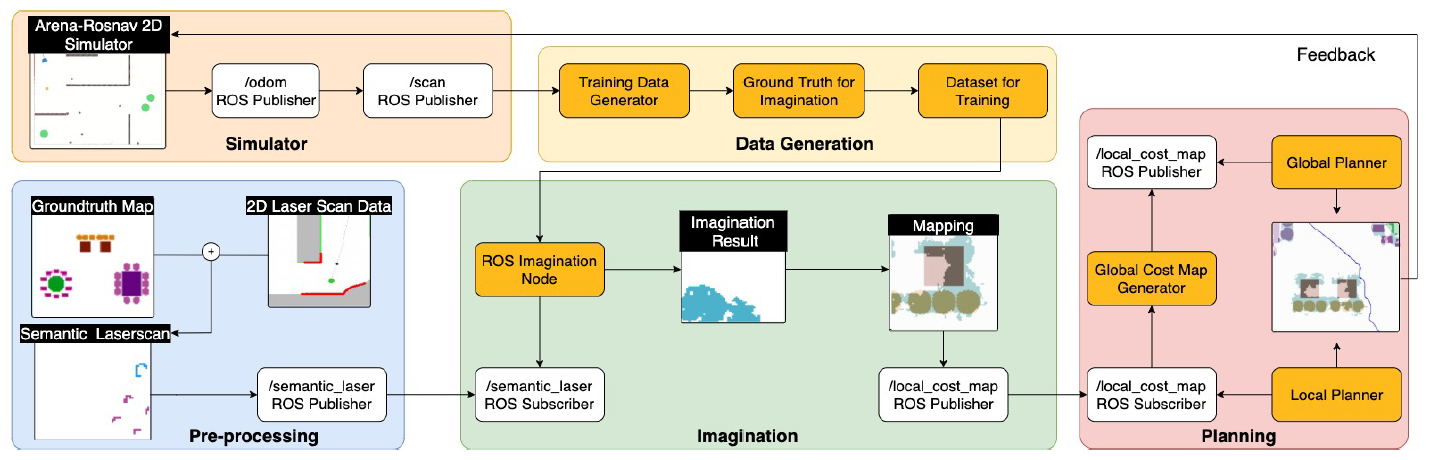 Arena-Rosnav 2D
Simulator
/odom
ROS Publisher
/scan
ROS Publisher
Simulator
Training Data
Generator
Ground Truth for
Imagination
Dataset for
Training
Data Generation
Feedback
Groundtruth Map
2D Laser Scan Data
+
Semantic Laserscan
/semantic_laser
ROS Publisher
Pre-processing
ROS Imagination
Node
Imagination
Result
Mapping
/semantic_laser
ROS Subscriber
/local_cost_map
ROS Publisher
Imagination
/local_cost_map
ROS Publisher
Global Planner
Global Cost Map
Generator
/local_cost_map
ROS Subscriber
Local Planner
Planning